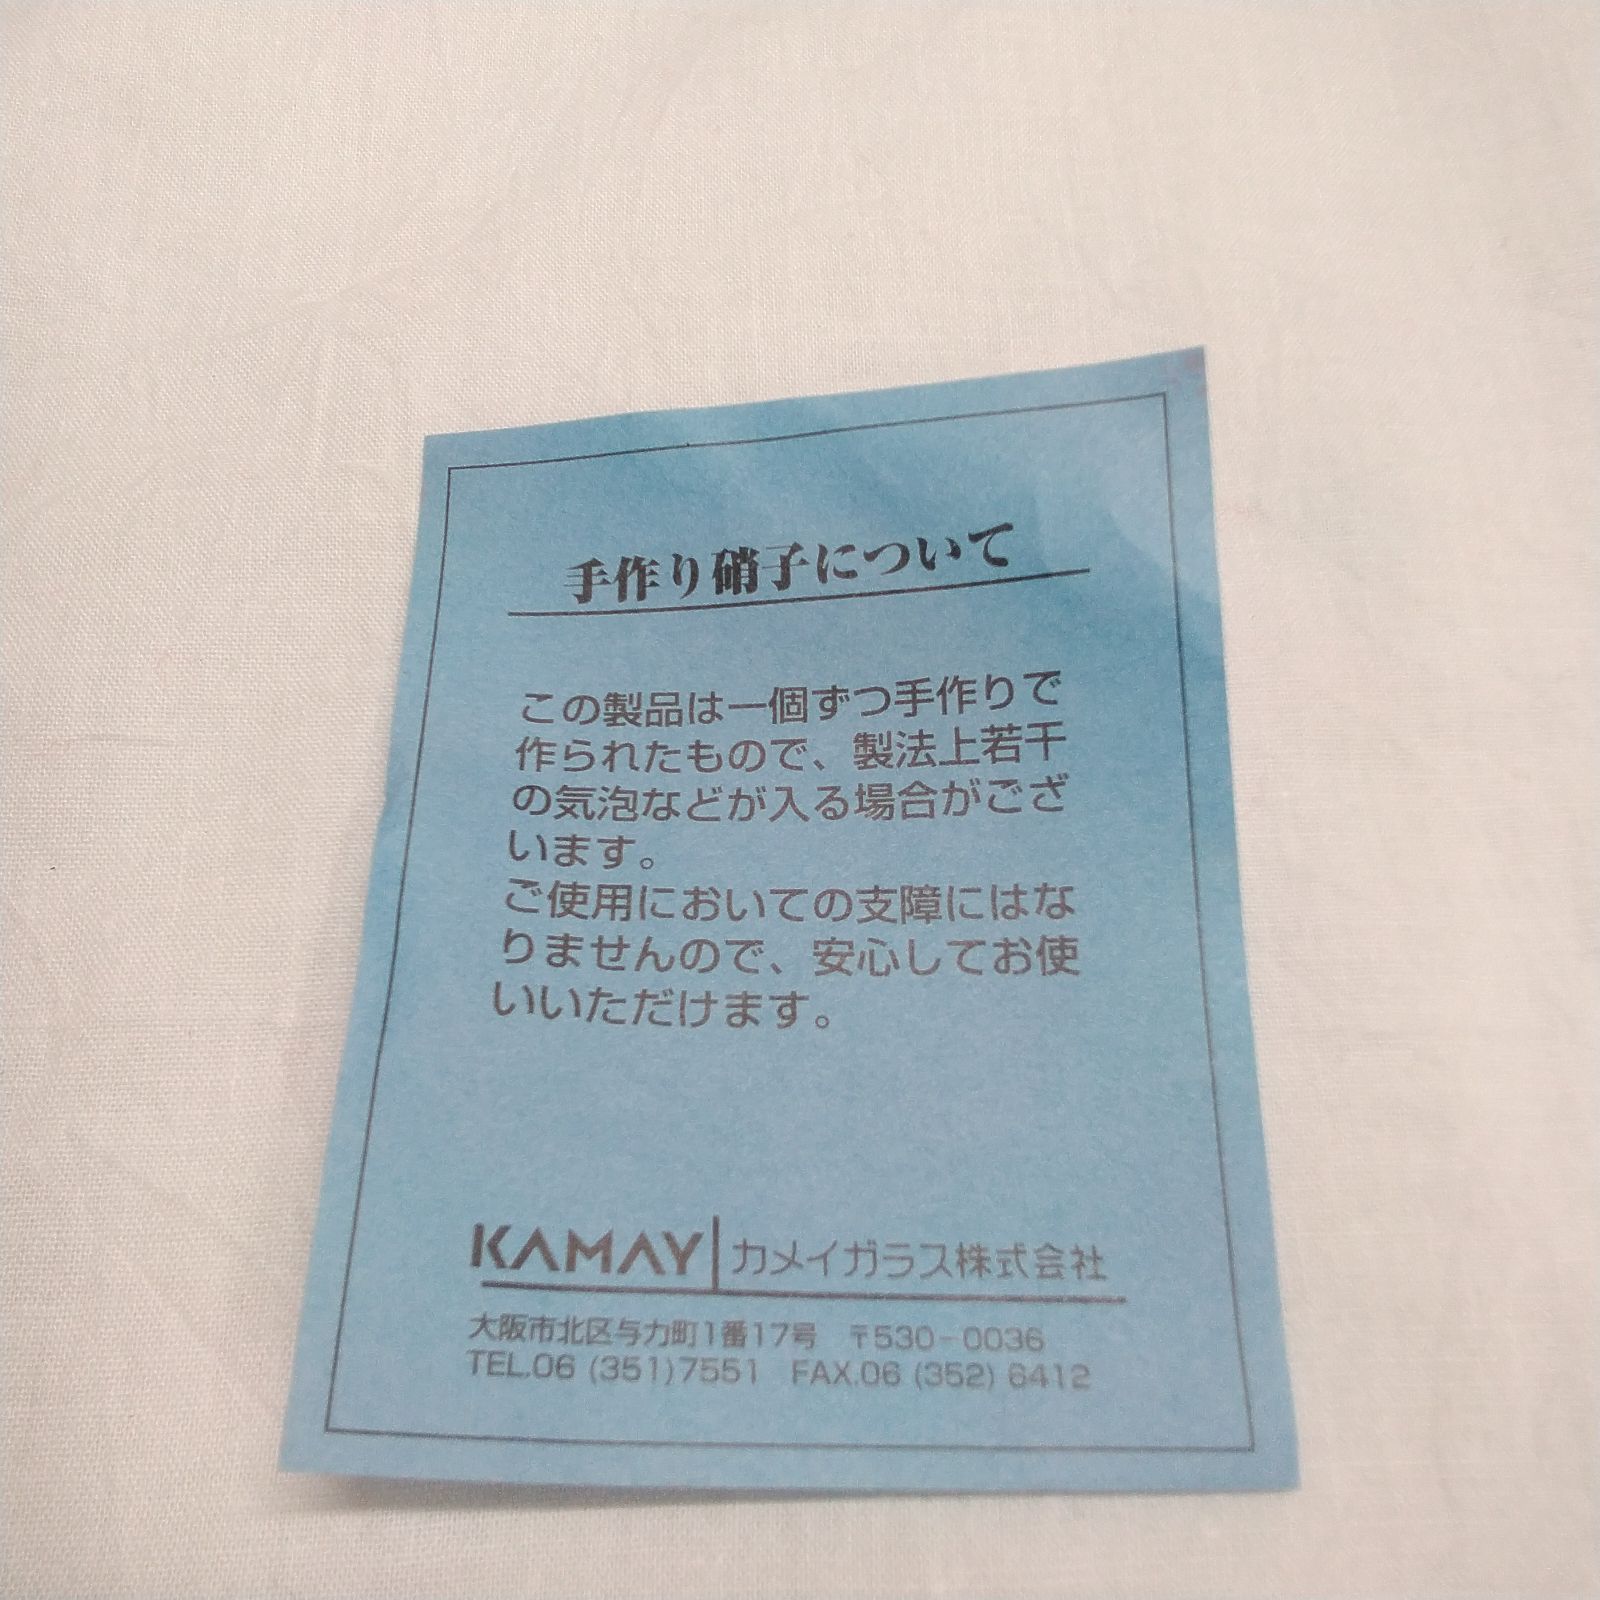 手作り硝子について
この製品は一個ずつ手作りで
作られたもので、製法上若干
の気泡などが入る場合がござ
います。
ご使用においての支障にはな
りませんので、安心してお使
いいただけます。
KAMAY カメイガラス株式会社
大阪市北区与力町1番17号 〒530-0036
TEL.06 (351)7551 FAX.06 (352) 6412